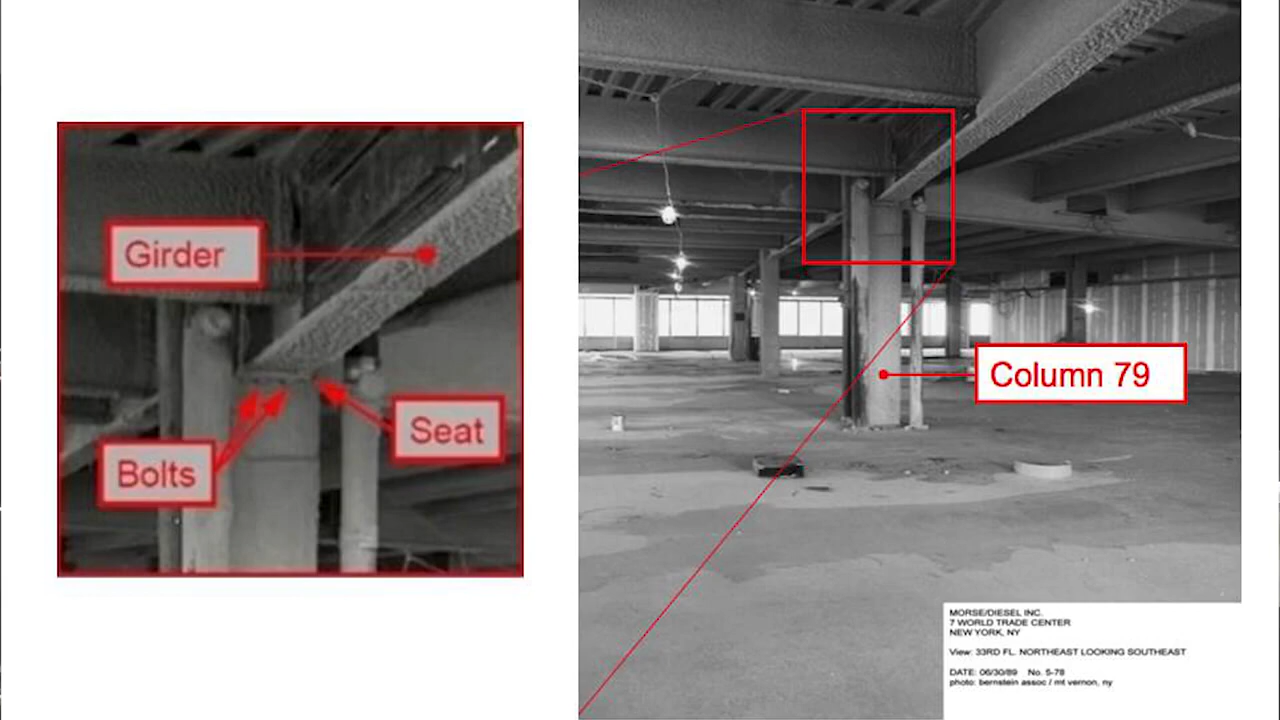 Girder
Seat
Bolts
Column 79
MORSE/DIESEL INC.
7 WORLD TRADE CENTER
NEW YORK, NY
View: 33RD FL. NORTHEAST LOOKING SOUTHEAST
DATE: 06/30/89 No. 5-78
photo: bernstein assoc / mt vernon, ny